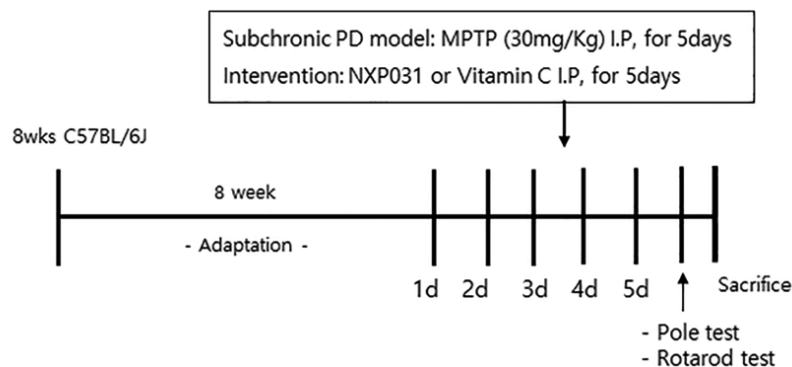 Subchronic PD model: MPTP (30mg/Kg) I.P, for 5days
Intervention: NXP031 or Vitamin C I.P, for 5days
8wks C57BL/6J
8 week
- Adaptation -
1d 2d 3d 4d 5d Sacrifice
- Pole test
- Rotarod test